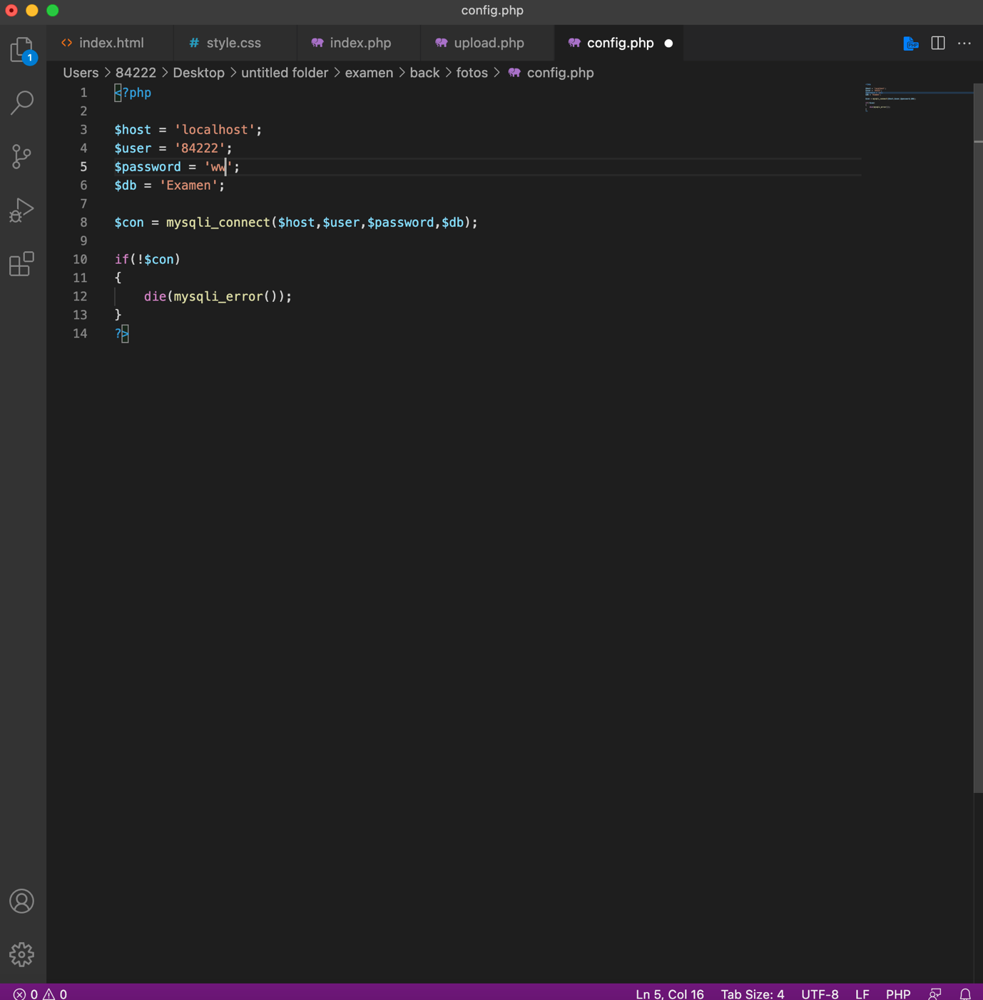 config.php
index.html style.css index.php upload.php config.php
Users > 84222 > Desktop > untitled folder > examen > back > fotos > config.php
1 <?php
2
3 $host = 'localhost';
4 $user = '84222';
5 $password = 'ww';
6 $db = 'Examen';
7
8 $con = mysqli_connect($host,$user,$password,$db);
9
10 if(!$con)
11 {
12     die(mysqli_error());
13 }
14 ?>
1
0 0 Ln 5, Col 16 Tab Size: 4 UTF-8 LF PHP